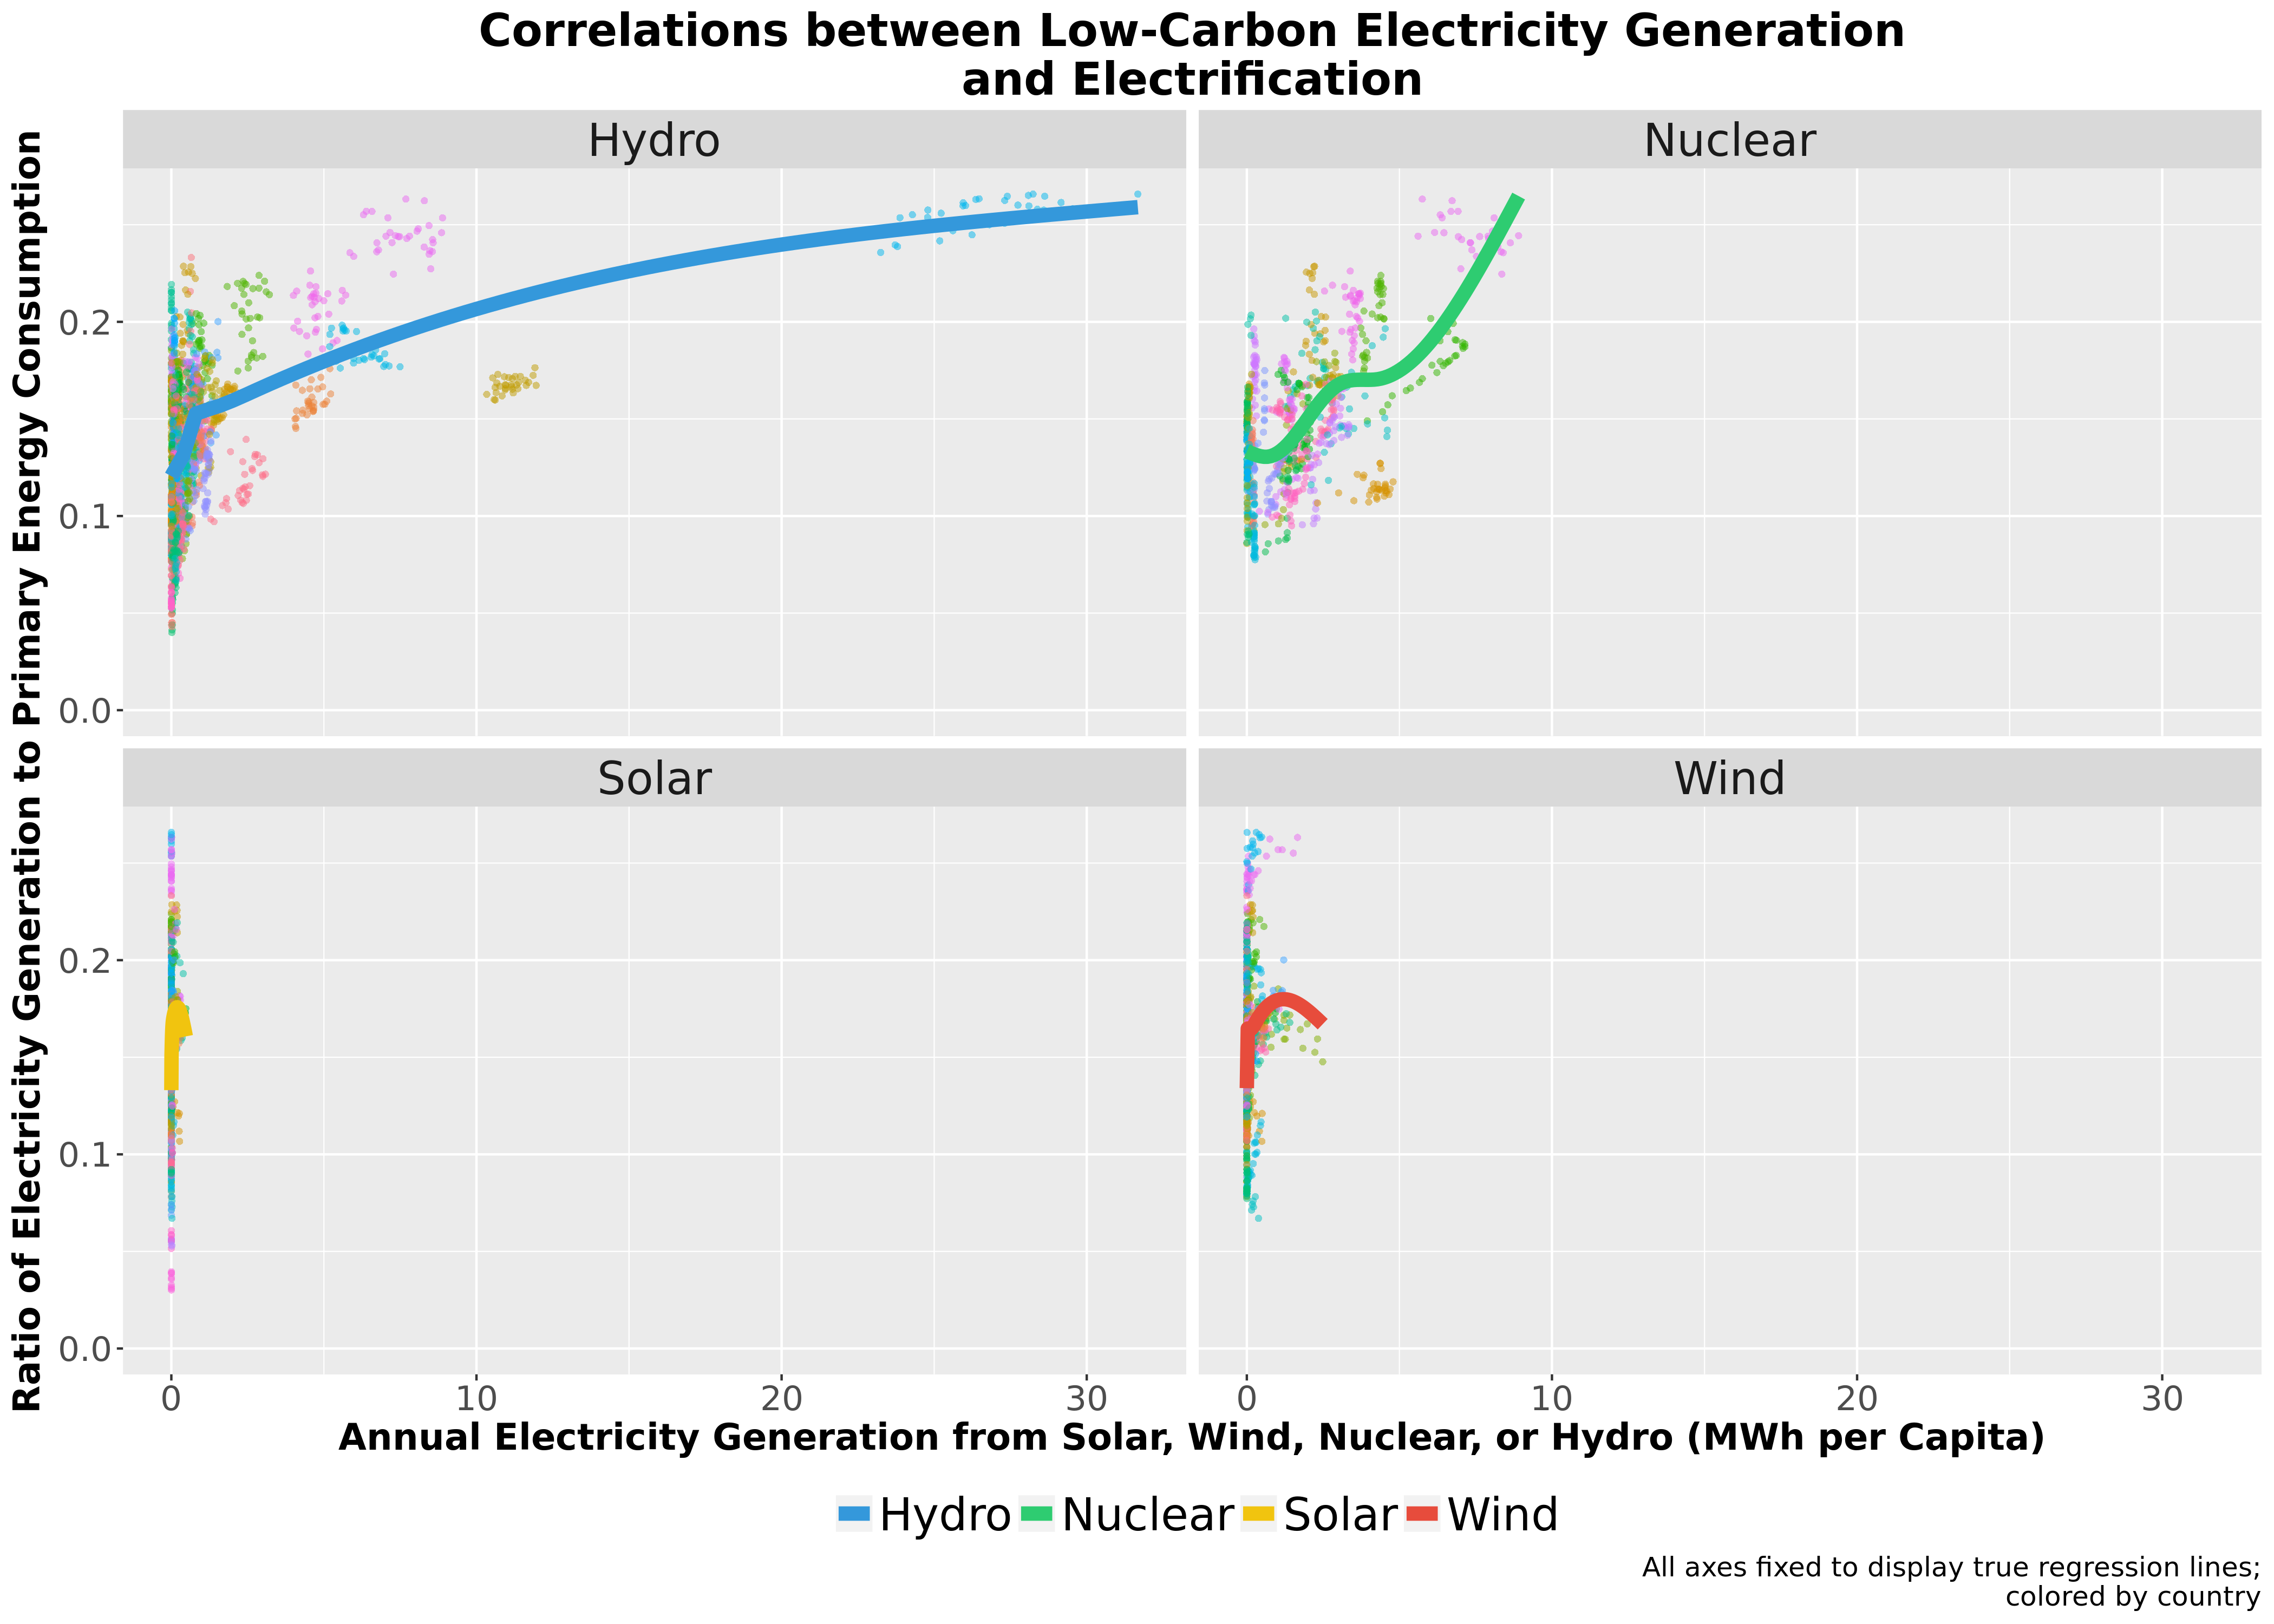 Correlations between Low-Carbon Electricity Generation
and Electrification
Ratio of Electricity Generation to Primary Energy Consumption
Hydro
Nuclear
0.2
0.1
0.0
Solar
Wind
0.2
0.1
0.0
0
10
20
30
0
10
20
30
Annual Electricity Generation from Solar, Wind, Nuclear, or Hydro (MWh per Capita)
Hydro
Nuclear
Solar
Wind
All axes fixed to display true regression lines;
colored by country